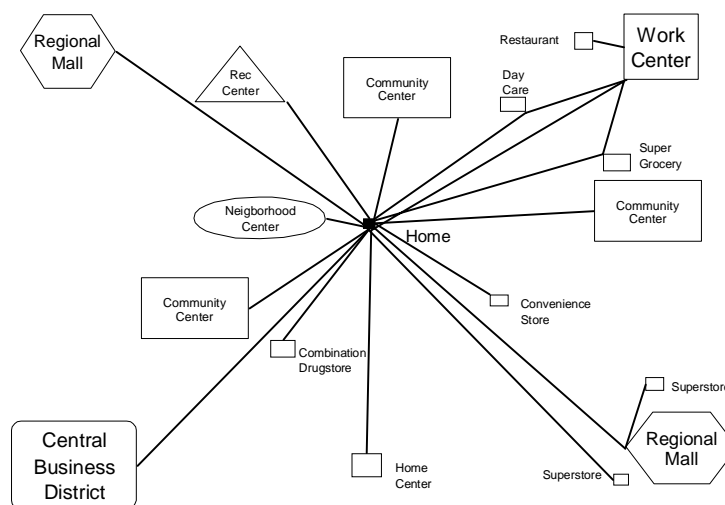 Regional
Mall
Rec
Center
Community
Center
Restaurant
Work
Center
Day
Care
Super
Grocery
Community
Center
Neigborhood
Center
Home
Community
Center
Combination
Drugstore
Convenience
Store
Superstore
Central
Business
District
Home
Center
Superstore
Regional
Mall